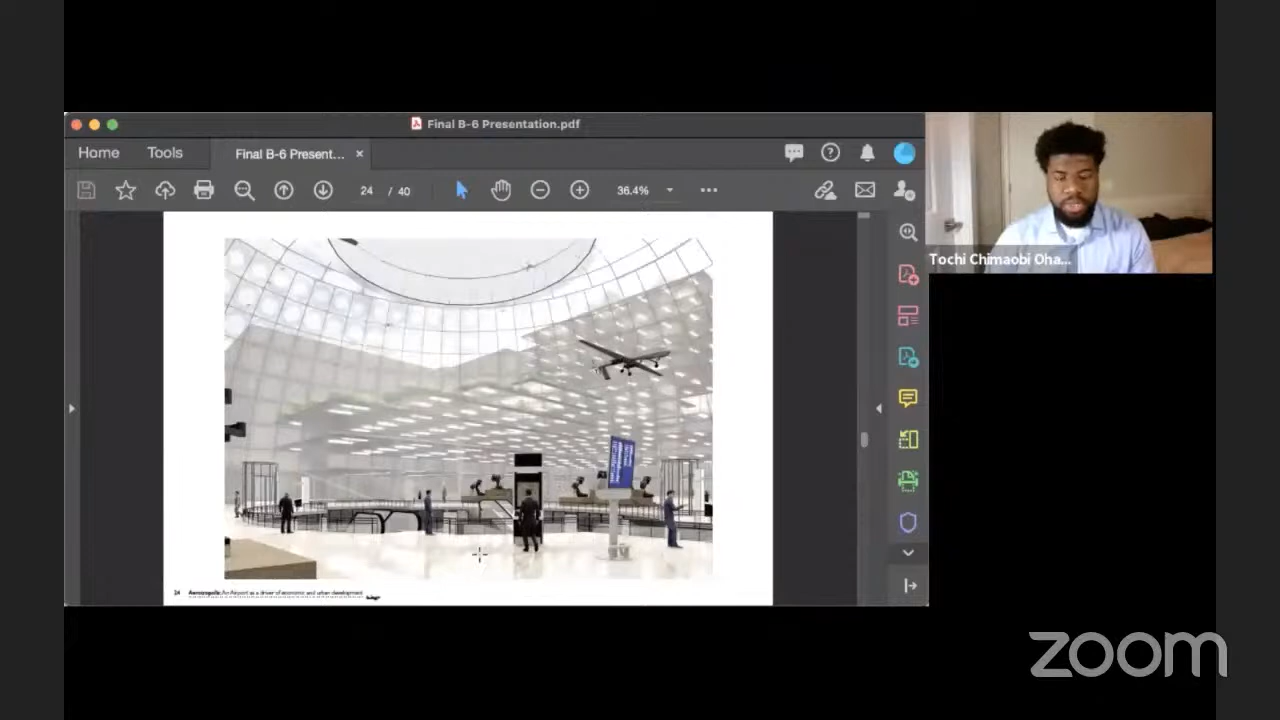 Final B-6 Presentation.pdf
Home Tools Final B-6 Present... ×
24 / 40 36.4%
Tochi Chimaobi Oha...
24 Aerotropolis: An Airport as a driver of economic and urban development
zoom